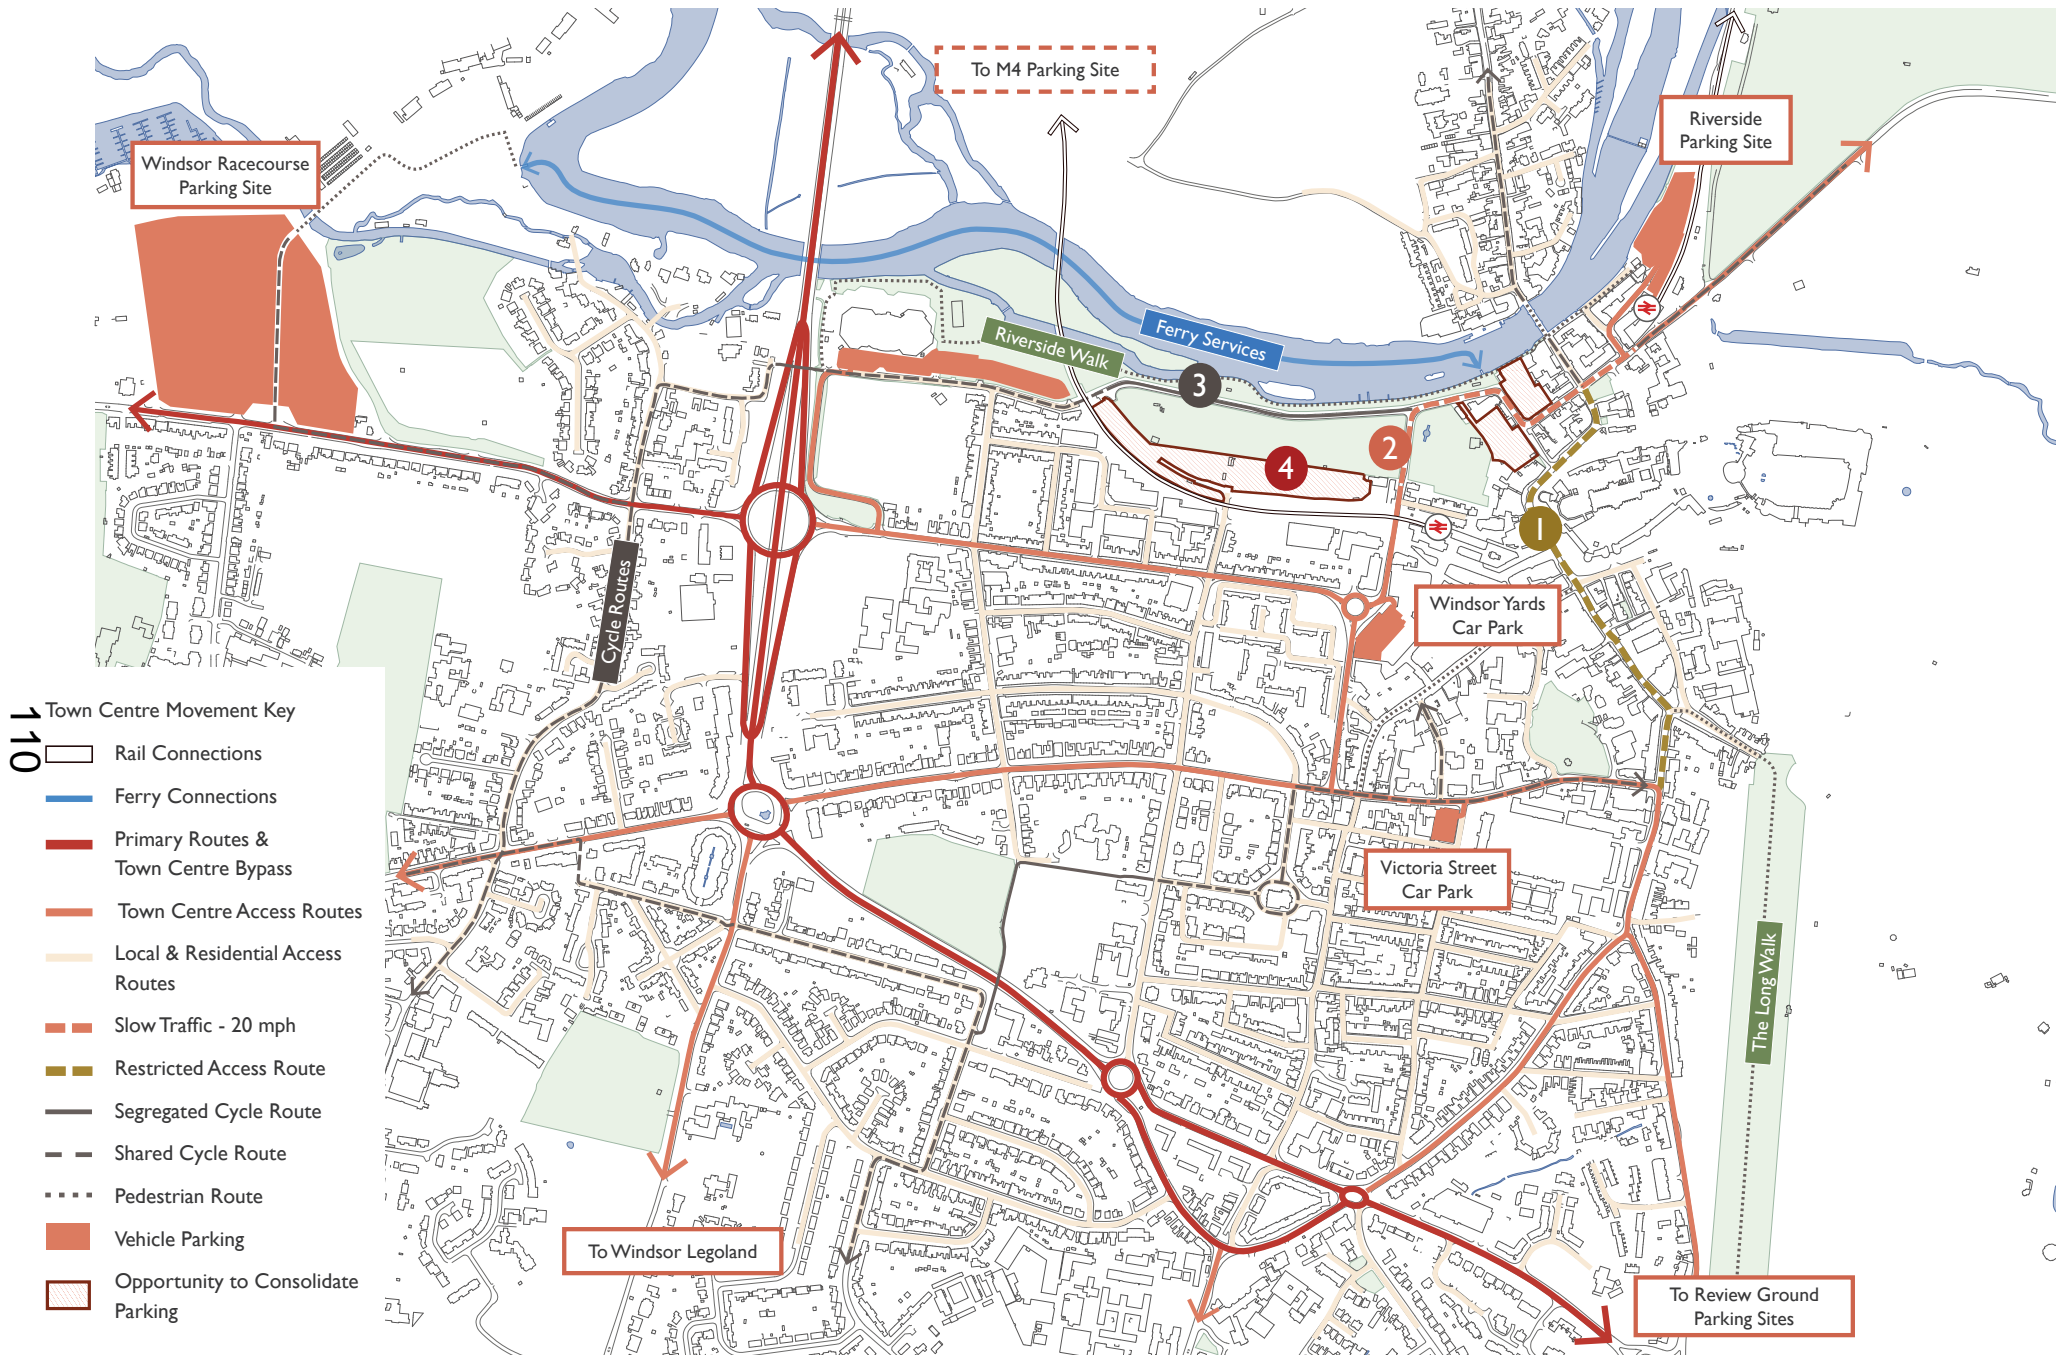 To M4 Parking Site
Riverside
Parking Site
Windsor Racecourse
Parking Site
Ferry Services
Riverside Walk
3
2
4
1
Cycle Routes
Windsor Yards
Car Park
Victoria Street
Car Park
The Long Walk
To Windsor Legoland
To Review Ground
Parking Sites
110
Town Centre Movement Key
Rail Connections
Ferry Connections
Primary Routes &
Town Centre Bypass
Town Centre Access Routes
Local & Residential Access
Routes
Slow Traffic - 20 mph
Restricted Access Route
Segregated Cycle Route
Shared Cycle Route
Pedestrian Route
Vehicle Parking
Opportunity to Consolidate
Parking